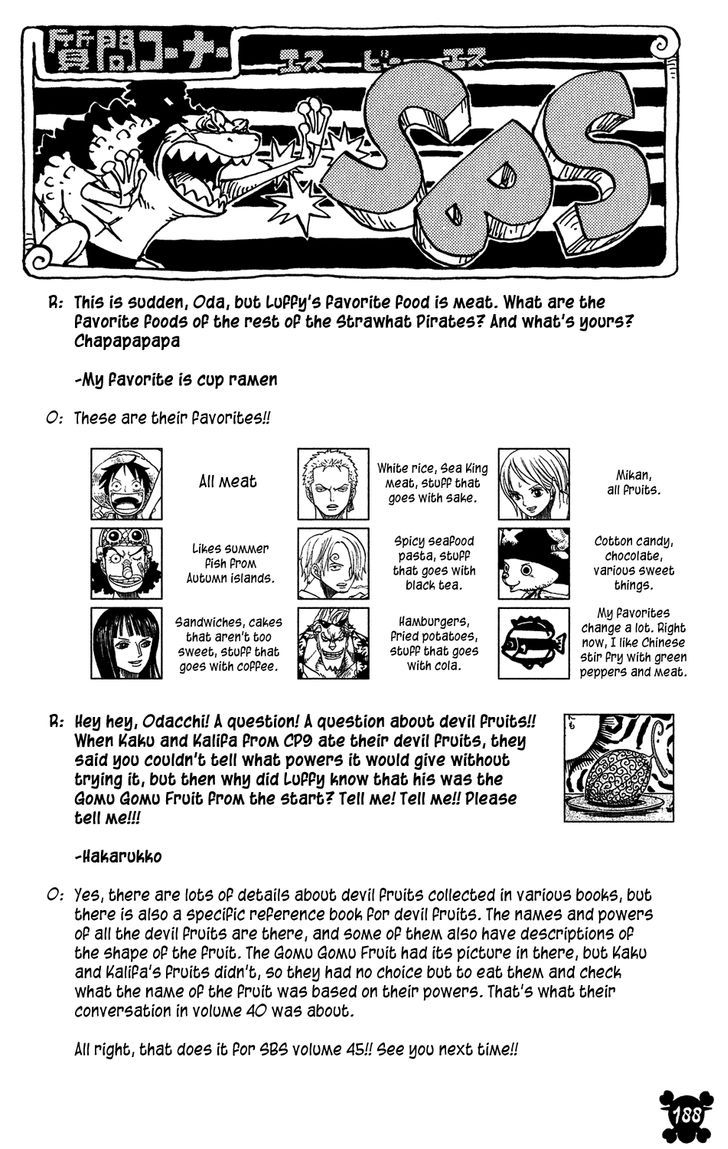 質問コーナー
エス ビー エス
SBS
R: This is sudden, Oda, but Luffy's favorite food is meat. What are the
favorite foods of the rest of the Strawhat Pirates? And what's yours?
Chapapapapa
-My favorite is cup ramen
O: These are their favorites!!
All meat
White rice, Sea King
meat, stuff that
goes with sake.
Mikan,
all fruits.
Likes summer
fish from
Autumn islands.
Spicy seafood
pasta, stuff
that goes with
black tea.
Cotton candy,
chocolate,
various sweet
things.
Sandwiches, cakes
that aren't too
sweet, stuff that
goes with coffee.
Hamburgers,
fried potatoes,
stuff that goes
with cola.
My favorites
change a lot. Right
now, I like Chinese
stir fry with green
peppers and meat.
R: Hey hey, Odacchi! A question! A question about devil fruits!!
When Kaku and Kalifa from CP9 ate their devil fruits, they
said you couldn't tell what powers it would give without
trying it, but then why did Luffy know that his was the
Gomu Gomu Fruit from the start? Tell me! Tell me!! Please
tell me!!!
-Hakarukko
O: Yes, there are lots of details about devil fruits collected in various books, but
there is also a specific reference book for devil fruits. The names and powers
of all the devil fruits are there, and some of them also have descriptions of
the shape of the fruit. The Gomu Gomu Fruit had its picture in there, but Kaku
and Kalifa's fruits didn't, so they had no choice but to eat them and check
what the name of the fruit was based on their powers. That's what their
conversation in volume 40 was about.
All right, that does it for SBS volume 45!! See you next time!!
188